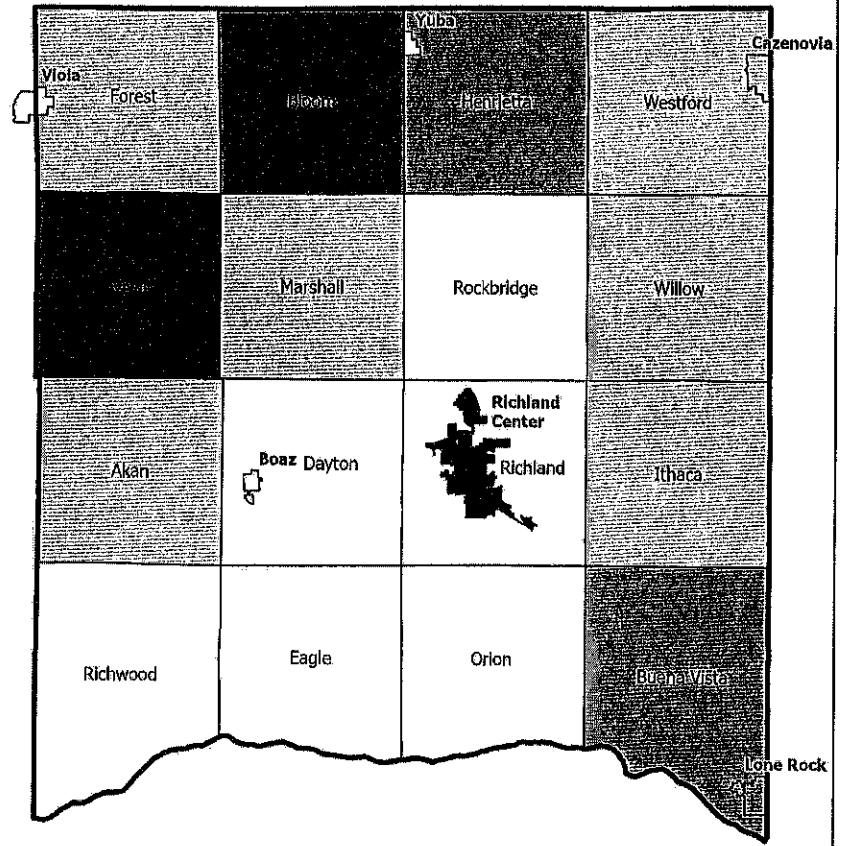 Yuba
Cazenovia
Viola
Forest
Bloom
Henrietta
Westford
Marshall
Rockbridge
Willow
Richland
Center
Akan
Boaz
Dayton
Richland
Ithaca
Richwood
Eagle
Orion
Buena Vista
Lone Rock